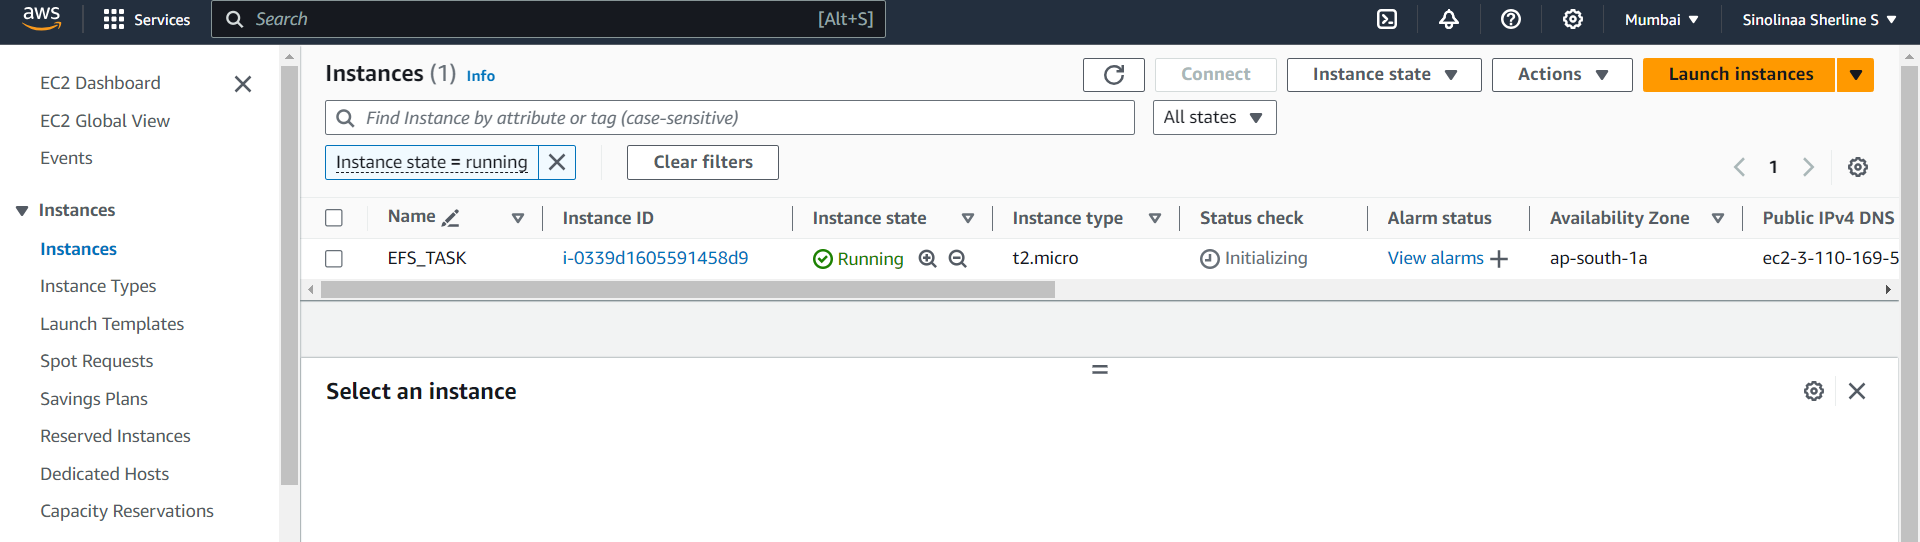 aws
Services
Search
[Alt+S]
Mumbai
Sinolinaa Sherline S
EC2 Dashboard
EC2 Global View
Events
Instances
Instances
Instance Types
Launch Templates
Spot Requests
Savings Plans
Reserved Instances
Dedicated Hosts
Capacity Reservations
Instances (1) Info
Connect
Instance state
Actions
Launch instances
Find Instance by attribute or tag (case-sensitive)
All states
Instance state = running
Clear filters
1
Name Instance ID Instance state Instance type Status check Alarm status Availability Zone Public IPv4 DNS
EFS_TASK i-0339d1605591458d9 Running t2.micro Initializing View alarms + ap-south-1a ec2-3-110-169-5
Select an instance